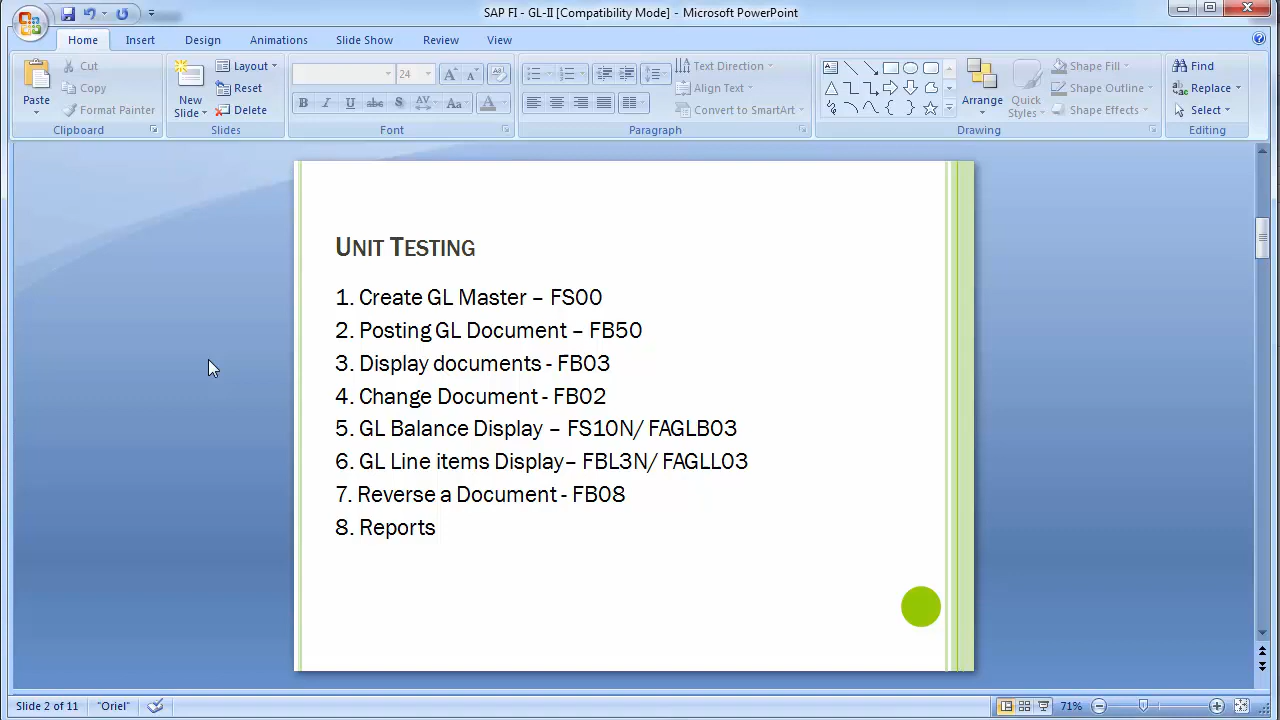 SAP FI - GL-II [Compatibility Mode] - Microsoft PowerPoint
Home Insert Design Animations Slide Show Review View
Paste
Cut
Copy
Format Painter
Clipboard
New Slide
Layout
Reset
Delete
Slides
24
B I U abc S AV Aa A
Font
Text Direction
Align Text
Convert to SmartArt
Paragraph
Arrange
Quick Styles
Shape Fill
Shape Outline
Shape Effects
Drawing
Find
Replace
Select
Editing
UNIT TESTING
1. Create GL Master – FS00
2. Posting GL Document – FB50
3. Display documents - FB03
4. Change Document - FB02
5. GL Balance Display – FS10N/ FAGLB03
6. GL Line items Display– FBL3N/ FAGLL03
7. Reverse a Document - FB08
8. Reports
Slide 2 of 11 "Oriel" 71%